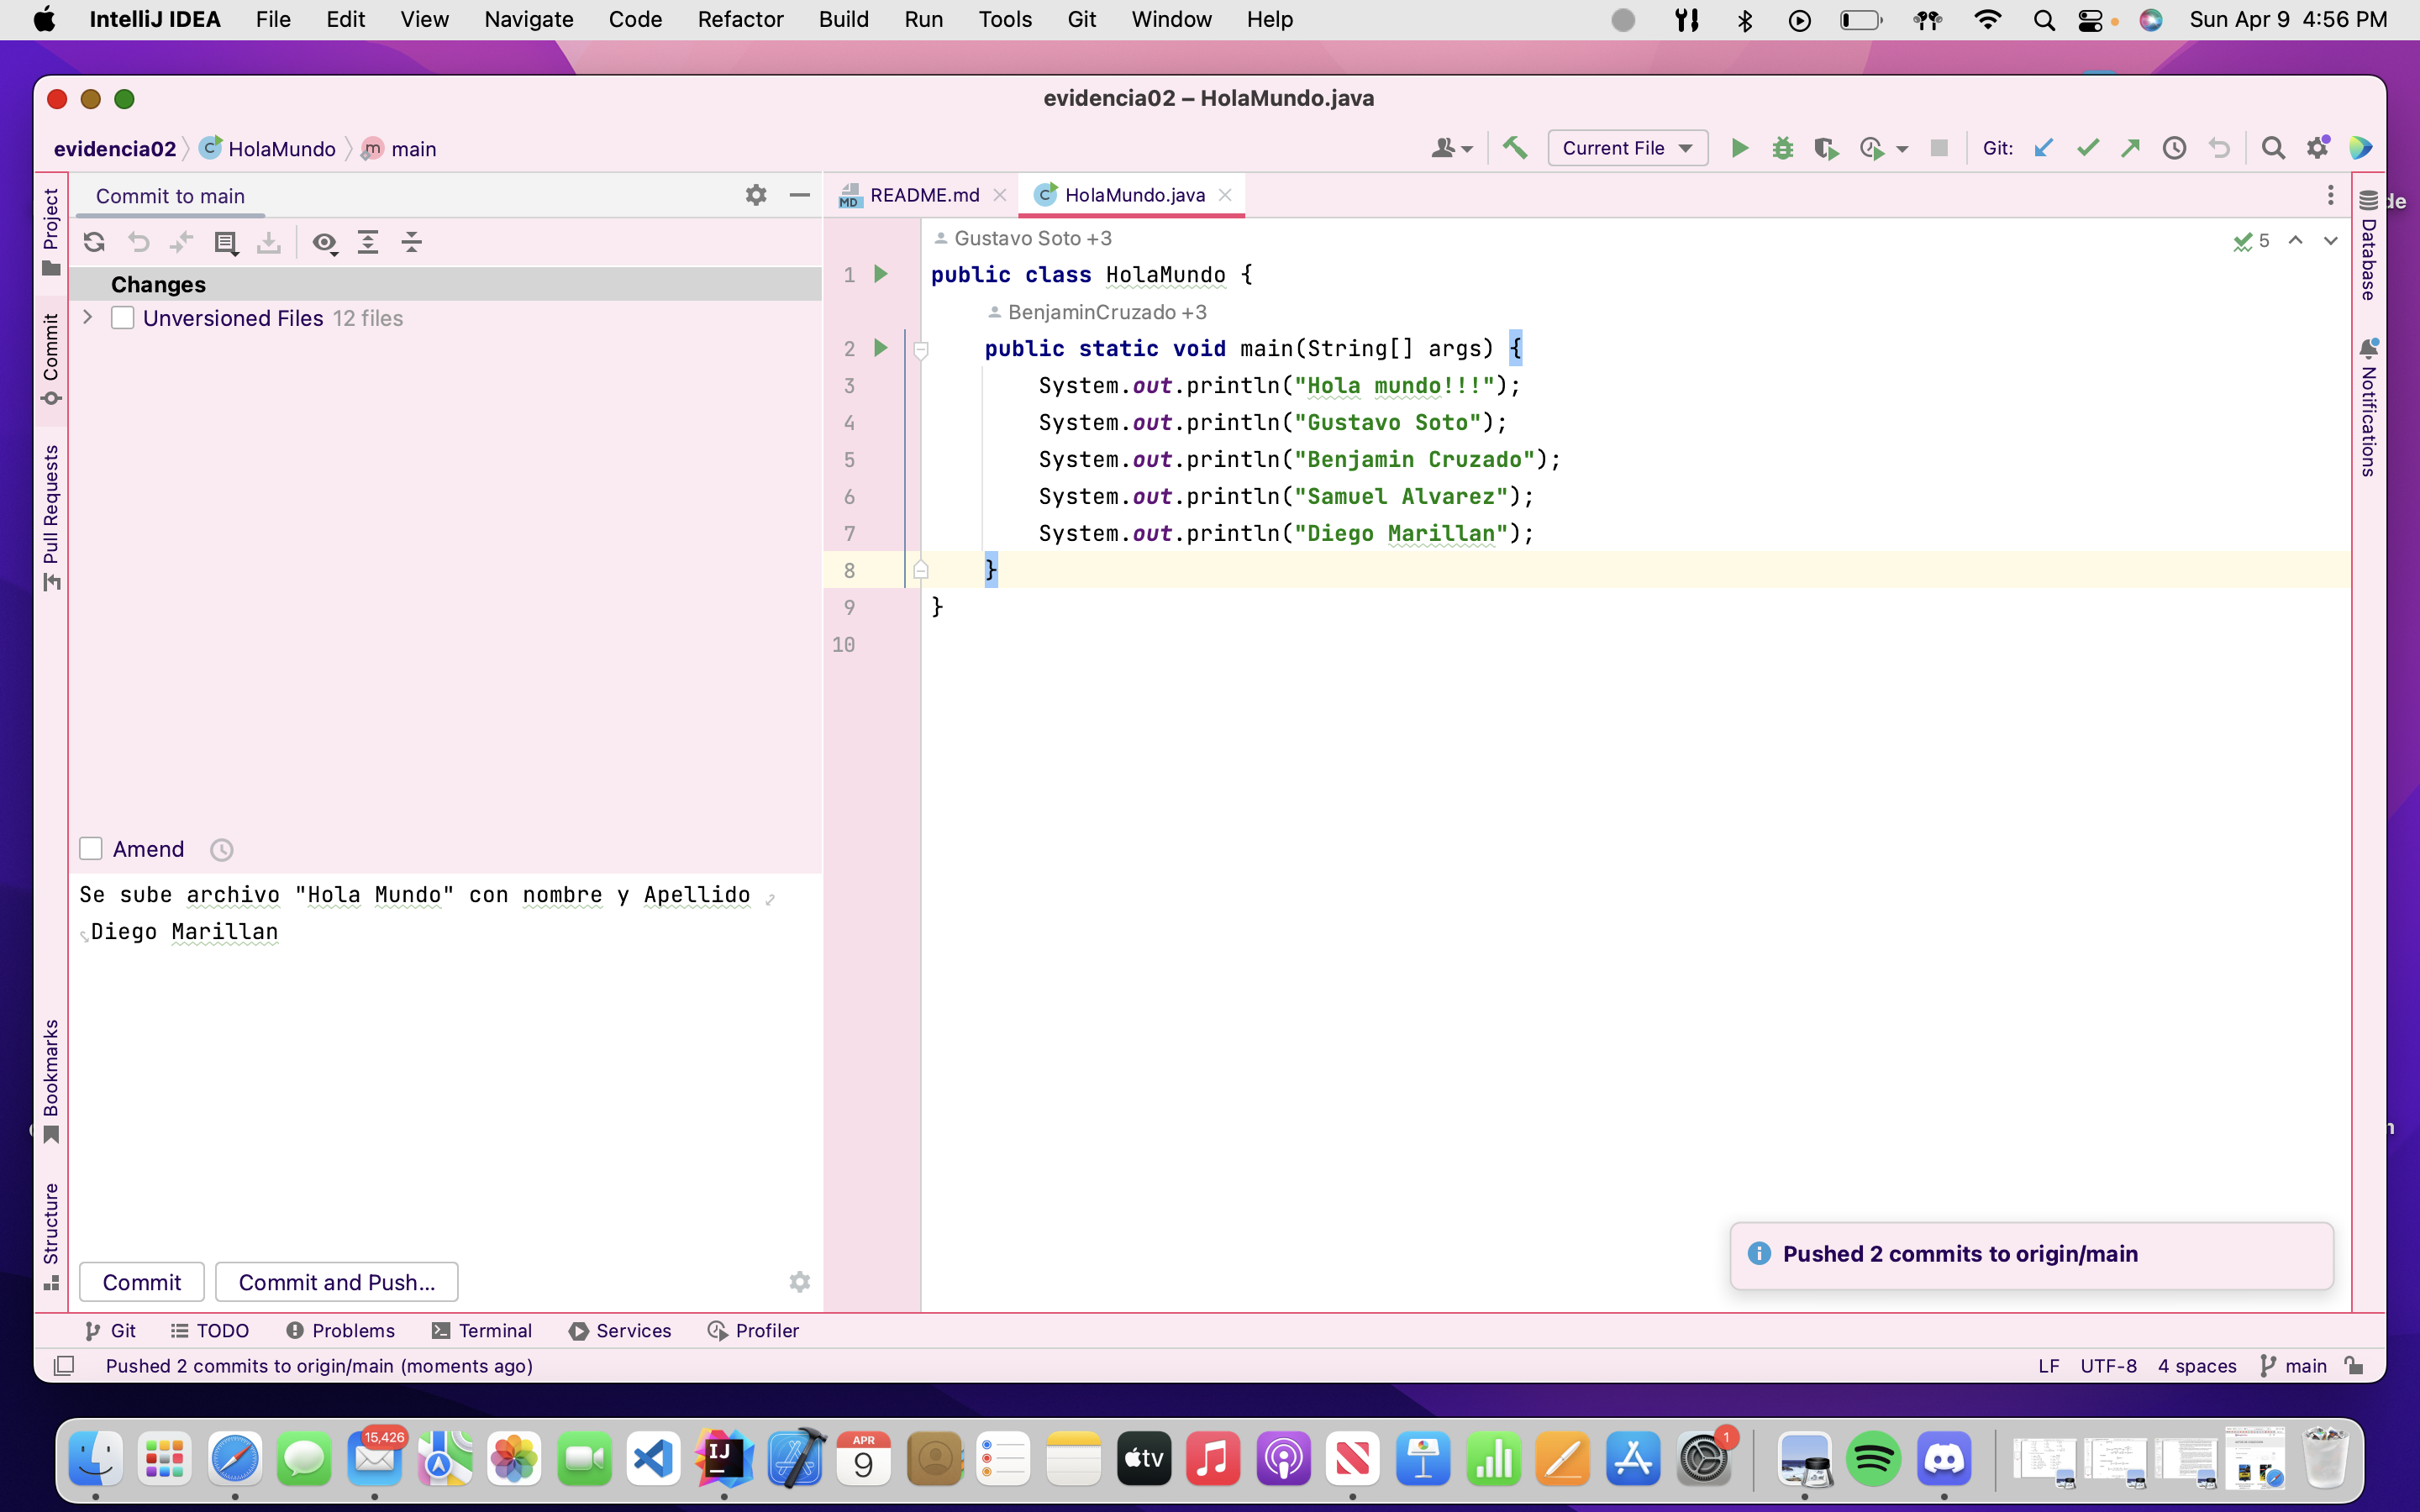 IntelliJ IDEA File Edit View Navigate Code Refactor Build Run Tools Git Window Help Sun Apr 9 4:56 PM
evidencia02 – HolaMundo.java
evidencia02 HolaMundo main Current File Git:
Project
Commit
Pull Requests
Bookmarks
Structure
Commit to main
Changes
Unversioned Files 12 files
Amend
Se sube archivo "Hola Mundo" con nombre y Apellido
Diego Marillan
Commit Commit and Push...
README.md HolaMundo.java
Gustavo Soto +3
5
1 public class HolaMundo {
BenjaminCruzado +3
2 public static void main(String[] args) {
3 System.out.println("Hola mundo!!!");
4 System.out.println("Gustavo Soto");
5 System.out.println("Benjamin Cruzado");
6 System.out.println("Samuel Alvarez");
7 System.out.println("Diego Marillan");
8 }
9 }
10
Database
Notifications
de
n
Pushed 2 commits to origin/main
Git TODO Problems Terminal Services Profiler
Pushed 2 commits to origin/main (moments ago) LF UTF-8 4 spaces main
15,426
IJ
APR
9
tv
1